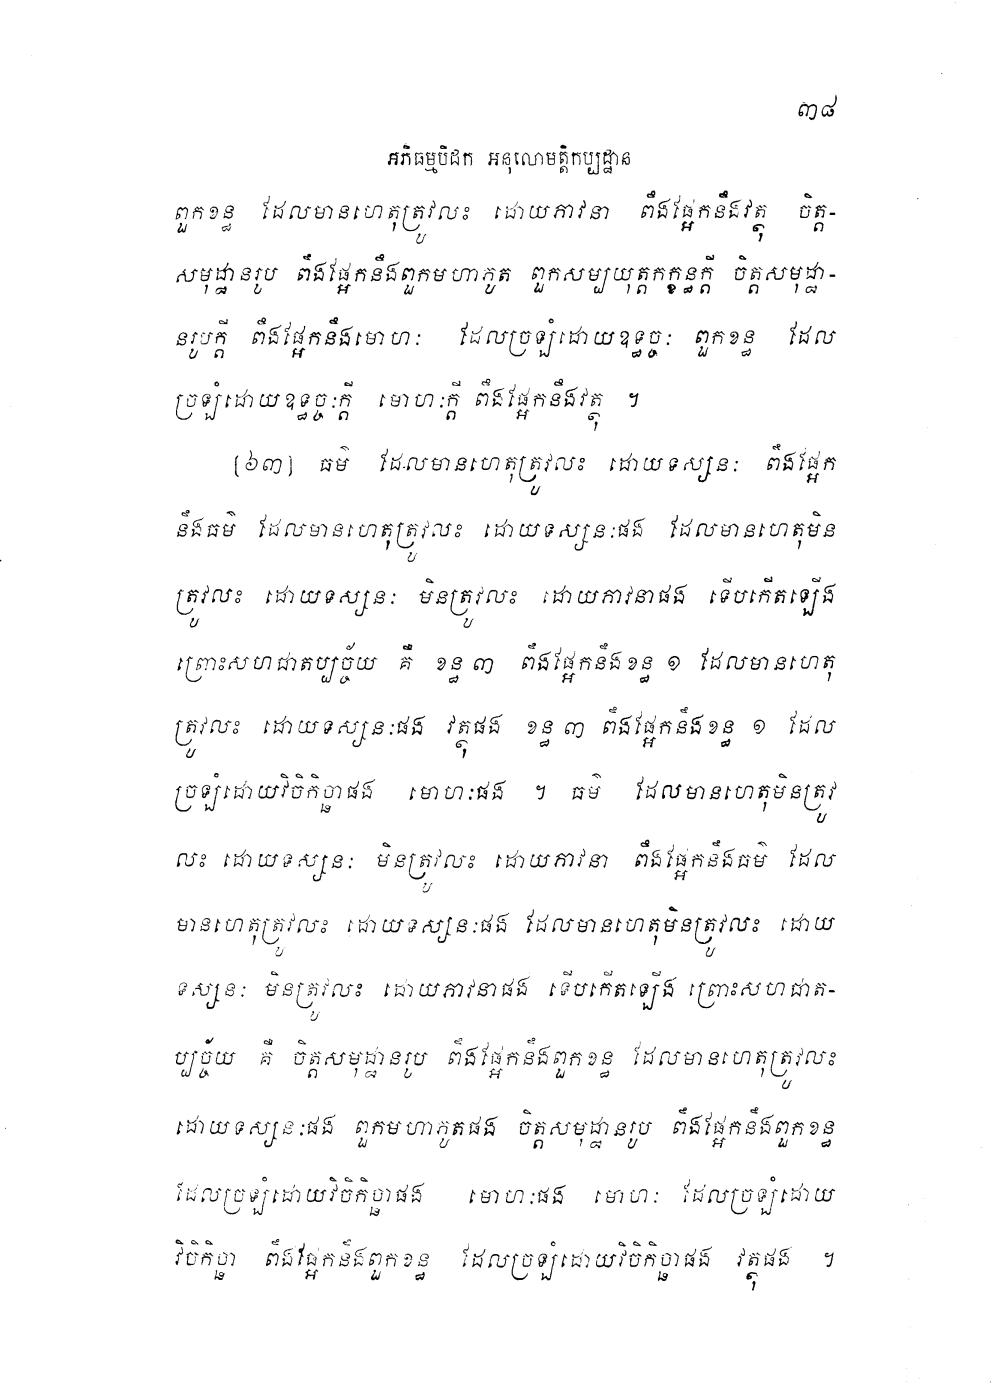 ៣៨
អភិធម្មបិដក អនុលោមត្តិកប្បដ្ឋាន
ពួកខន្ធ ដែលមានហេតុត្រូវលះ ដោយភាវនា ពឹងផ្អែកនឹងវត្ថុ ចិត្ត-
សមុដ្ឋានរូប ពឹងផ្អែកនឹងពួកមហាភូត ពួកសម្បយុត្តកក្ខន្ធក្តី ចិត្តសមុដ្ឋា-
នរូបក្តី ពឹងផ្អែកនឹងមោហៈ ដែលច្រឡំដោយឧទ្ធច្ចៈ ពួកខន្ធ ដែល
ច្រឡំដោយឧទ្ធច្ចៈក្តី មោហៈក្តី ពឹងផ្អែកនឹងវត្ថុ ។
[៦៣] ធម៌ ដែលមានហេតុត្រូវលះ ដោយទស្សនៈ ពឹងផ្អែក
នឹងធម៌ ដែលមានហេតុត្រូវលះ ដោយទស្សនៈផង ដែលមានហេតុមិន
ត្រូវលះ ដោយទស្សនៈ មិនត្រូវលះ ដោយភាវនាផង ទើបកើតឡើង
ព្រោះសហជាតប្បច្ច័យ គឺ ខន្ធ ៣ ពឹងផ្អែកនឹងខន្ធ ១ ដែលមានហេតុ
ត្រូវលះ ដោយទស្សនៈផង វត្ថុផង ខន្ធ ៣ ពឹងផ្អែកនឹងខន្ធ ១ ដែល
ច្រឡំដោយវិចិកិច្ឆាផង មោហៈផង ។ ធម៌ ដែលមានហេតុមិនត្រូវ
លះ ដោយទស្សនៈ មិនត្រូវលះ ដោយភាវនា ពឹងផ្អែកនឹងធម៌ ដែល
មានហេតុត្រូវលះ ដោយទស្សនៈផង ដែលមានហេតុមិនត្រូវលះ ដោយ
ទស្សនៈ មិនត្រូវលះ ដោយភាវនាផង ទើបកើតឡើង ព្រោះសហជាត-
ប្បច្ច័យ គឺ ចិត្តសមុដ្ឋានរូប ពឹងផ្អែកនឹងពួកខន្ធ ដែលមានហេតុត្រូវលះ
ដោយទស្សនៈផង ពួកមហាភូតផង ចិត្តសមុដ្ឋានរូប ពឹងផ្អែកនឹងពួកខន្ធ
ដែលច្រឡំដោយវិចិកិច្ឆាផង មោហៈផង មោហៈ ដែលច្រឡំដោយ
វិចិកិច្ឆា ពឹងផ្អែកនឹងពួកខន្ធ ដែលច្រឡំដោយវិចិកិច្ឆាផង វត្ថុផង ។